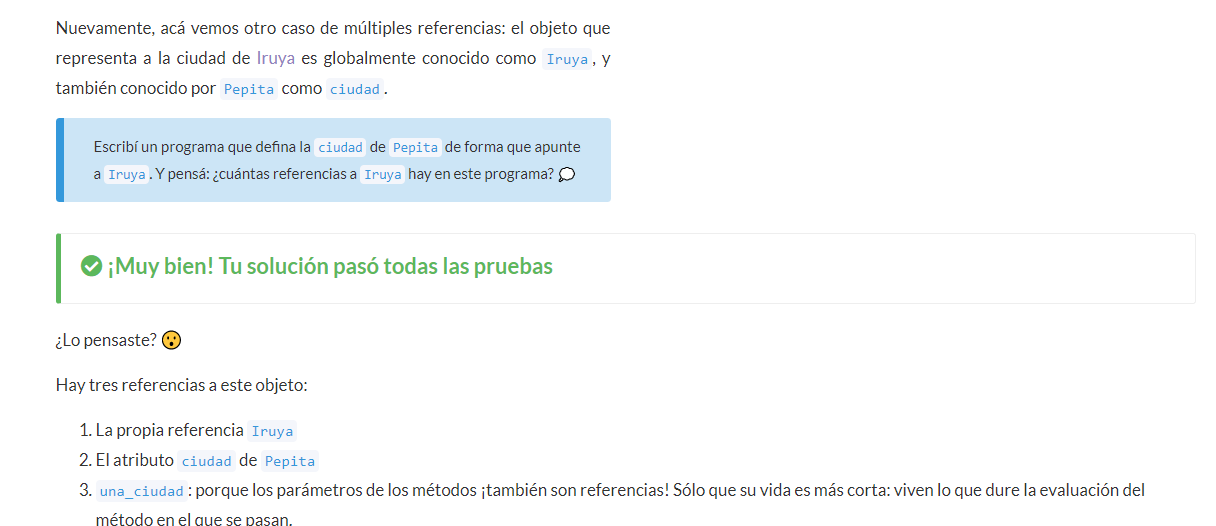 Nuevamente, acá vemos otro caso de múltiples referencias: el objeto que
representa a la ciudad de Iruya es globalmente conocido como Iruya, y
también conocido por Pepita como ciudad.
Escribí un programa que defina la ciudad de Pepita de forma que apunte
a Iruya. Y pensá: ¿cuántas referencias a Iruya hay en este programa? 💭
¡Muy bien! Tu solución pasó todas las pruebas
¿Lo pensaste? 😮
Hay tres referencias a este objeto:
1. La propia referencia Iruya
2. El atributo ciudad de Pepita
3. una_ciudad: porque los parámetros de los métodos ¡también son referencias! Sólo que su vida es más corta: viven lo que dure la evaluación del
método en el que se pasan.